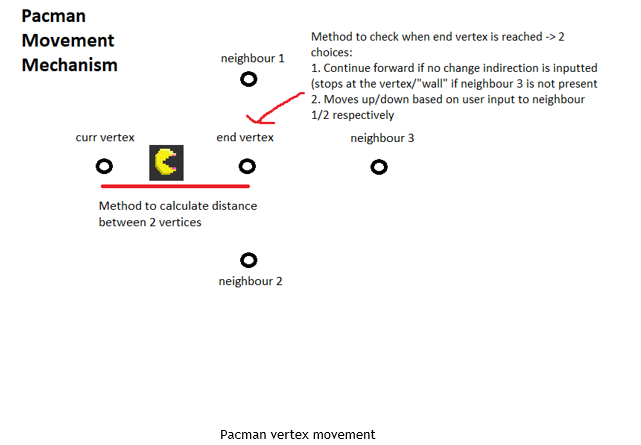 Pacman
Movement
Mechanism
neighbour 1
Method to check when end vertex is reached -> 2
choices:
1. Continue forward if no change indirection is inputted
(stops at the vertex/"wall" if neighbour 3 is not present
2. Moves up/down based on user input to neighbour
1/2 respectively
curr vertex
end vertex
neighbour 3
Method to calculate distance
between 2 vertices
neighbour 2
Pacman vertex movement